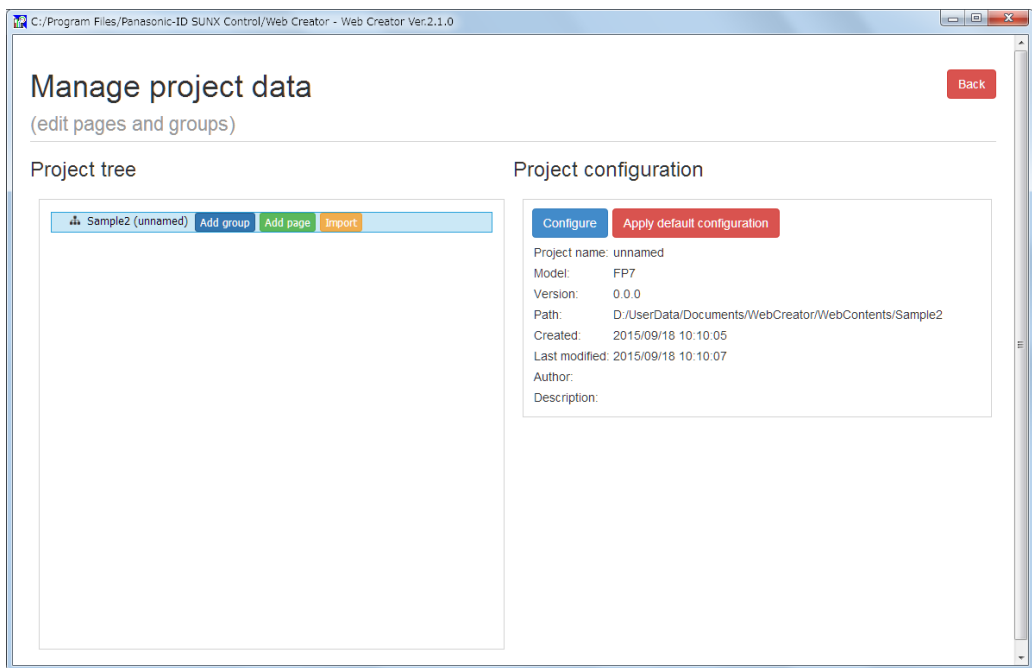 C:/Program Files/Panasonic-ID SUNX Control/Web Creator - Web Creator Ver.2.1.0
Manage project data
Back
(edit pages and groups)
Project tree
Sample2 (unnamed) Add group Add page Import
Project configuration
Configure Apply default configuration
Project name: unnamed
Model: FP7
Version: 0.0.0
Path: D:/UserData/Documents/WebCreator/WebContents/Sample2
Created: 2015/09/18 10:10:05
Last modified: 2015/09/18 10:10:07
Author:
Description: